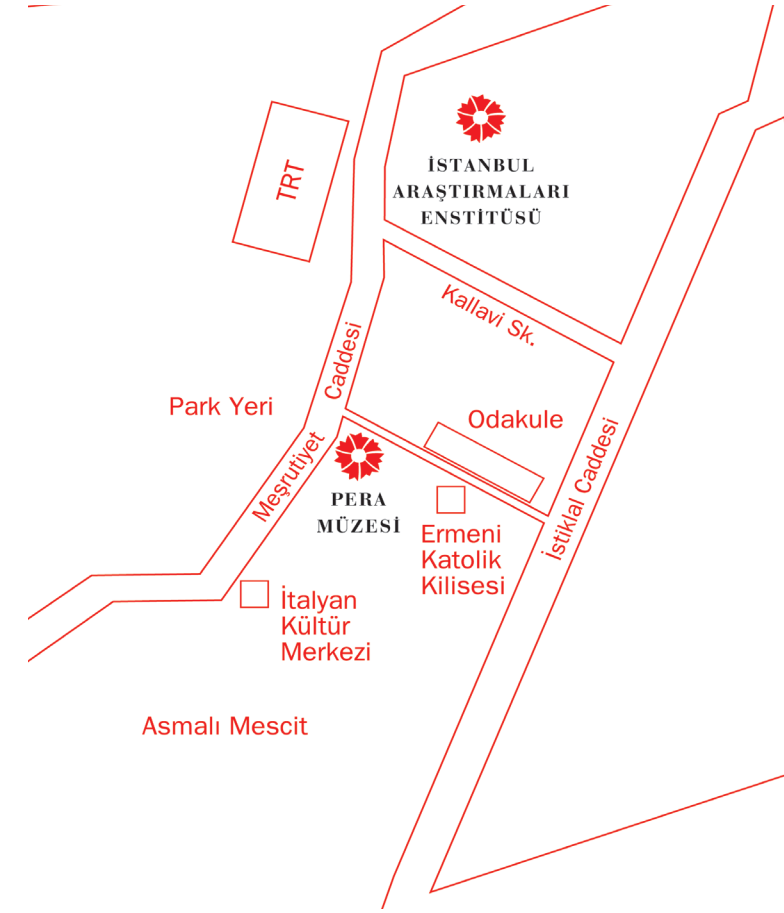 TRT
İSTANBUL
ARAŞTIRMALARI
ENSTİTÜSÜ
Kallavi Sk.
Caddesi
Park Yeri
Odakule
Meşrutiyet
PERA
MÜZESİ
İstiklal Caddesi
Ermeni
Katolik
Kilisesi
İtalyan
Kültür
Merkezi
Asmalı Mescit